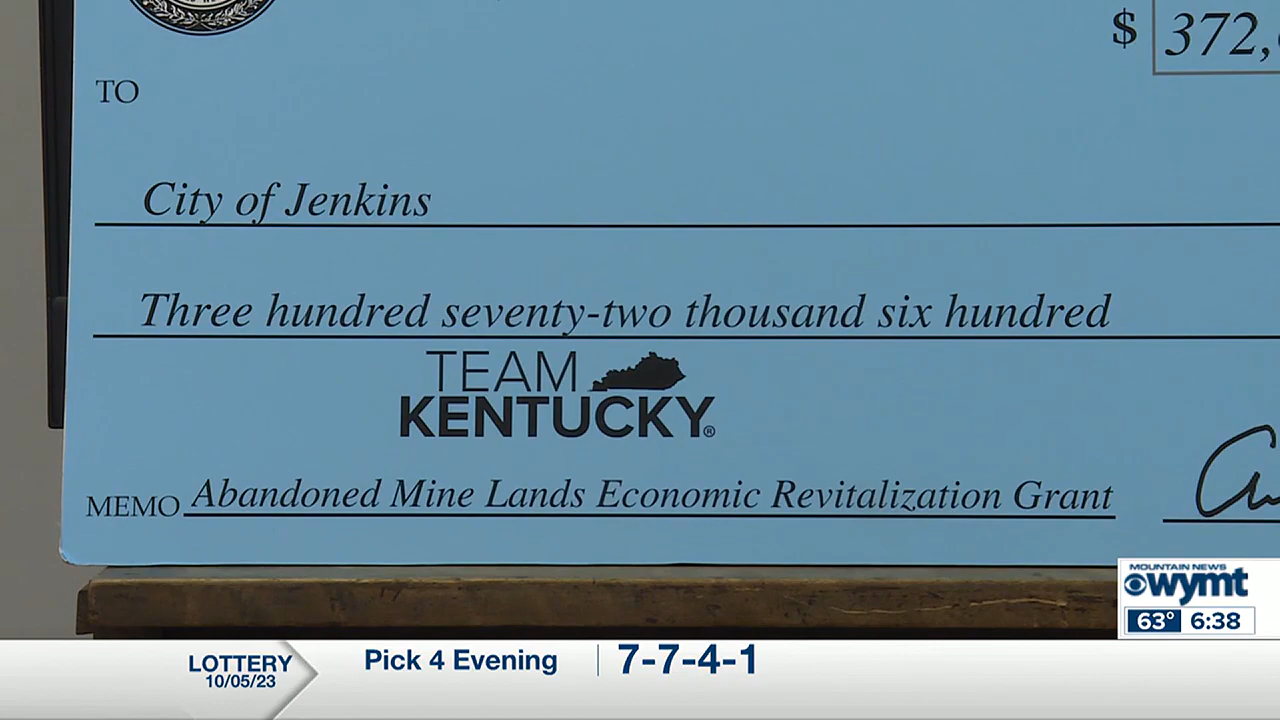 $ 372,
TO
City of Jenkins
Three hundred seventy-two thousand six hundred
TEAM
KENTUCKY®
MEMO Abandoned Mine Lands Economic Revitalization Grant
MOUNTAIN NEWS
wymt
63° 6:38
LOTTERY
10/05/23
Pick 4 Evening 7-7-4-1